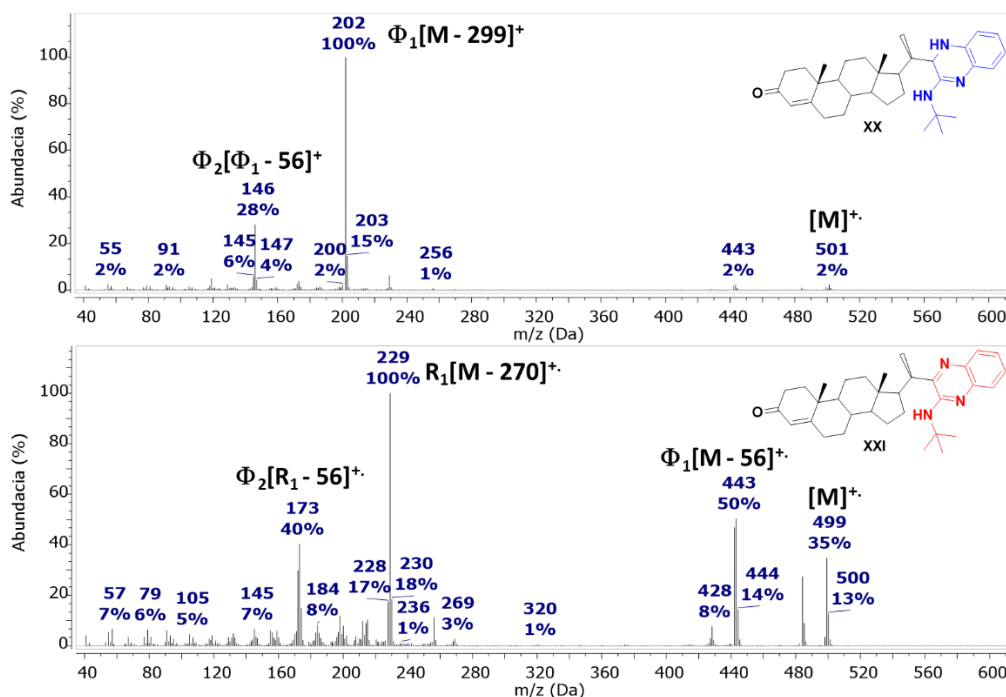 202
100%
Φ1[M - 299]+
Φ2[Φ1 - 56]+
146
28%
203
15%
145
6%
147
4%
55
2%
91
2%
200
2%
256
1%
443
2%
[M]+·
501
2%
HN
N
HN
O
XX
Abundacia (%)
100
80
60
40
20
0
40 80 120 160 200 240 280 320 360 400 440 480 520 560 600
m/z (Da)
229
100%
R1[M - 270]+·
Φ2[R1 - 56]+·
173
40%
Φ1[M - 56]+·
443
50%
[M]+·
499
35%
57
7%
79
6%
105
5%
145
7%
184
8%
228
17%
230
18%
236
1%
269
3%
320
1%
428
8%
444
14%
500
13%
N
N
HN
O
XXI
Abundacia (%)
100
80
60
40
20
0
40 80 120 160 200 240 280 320 360 400 440 480 520 560 600
m/z (Da)